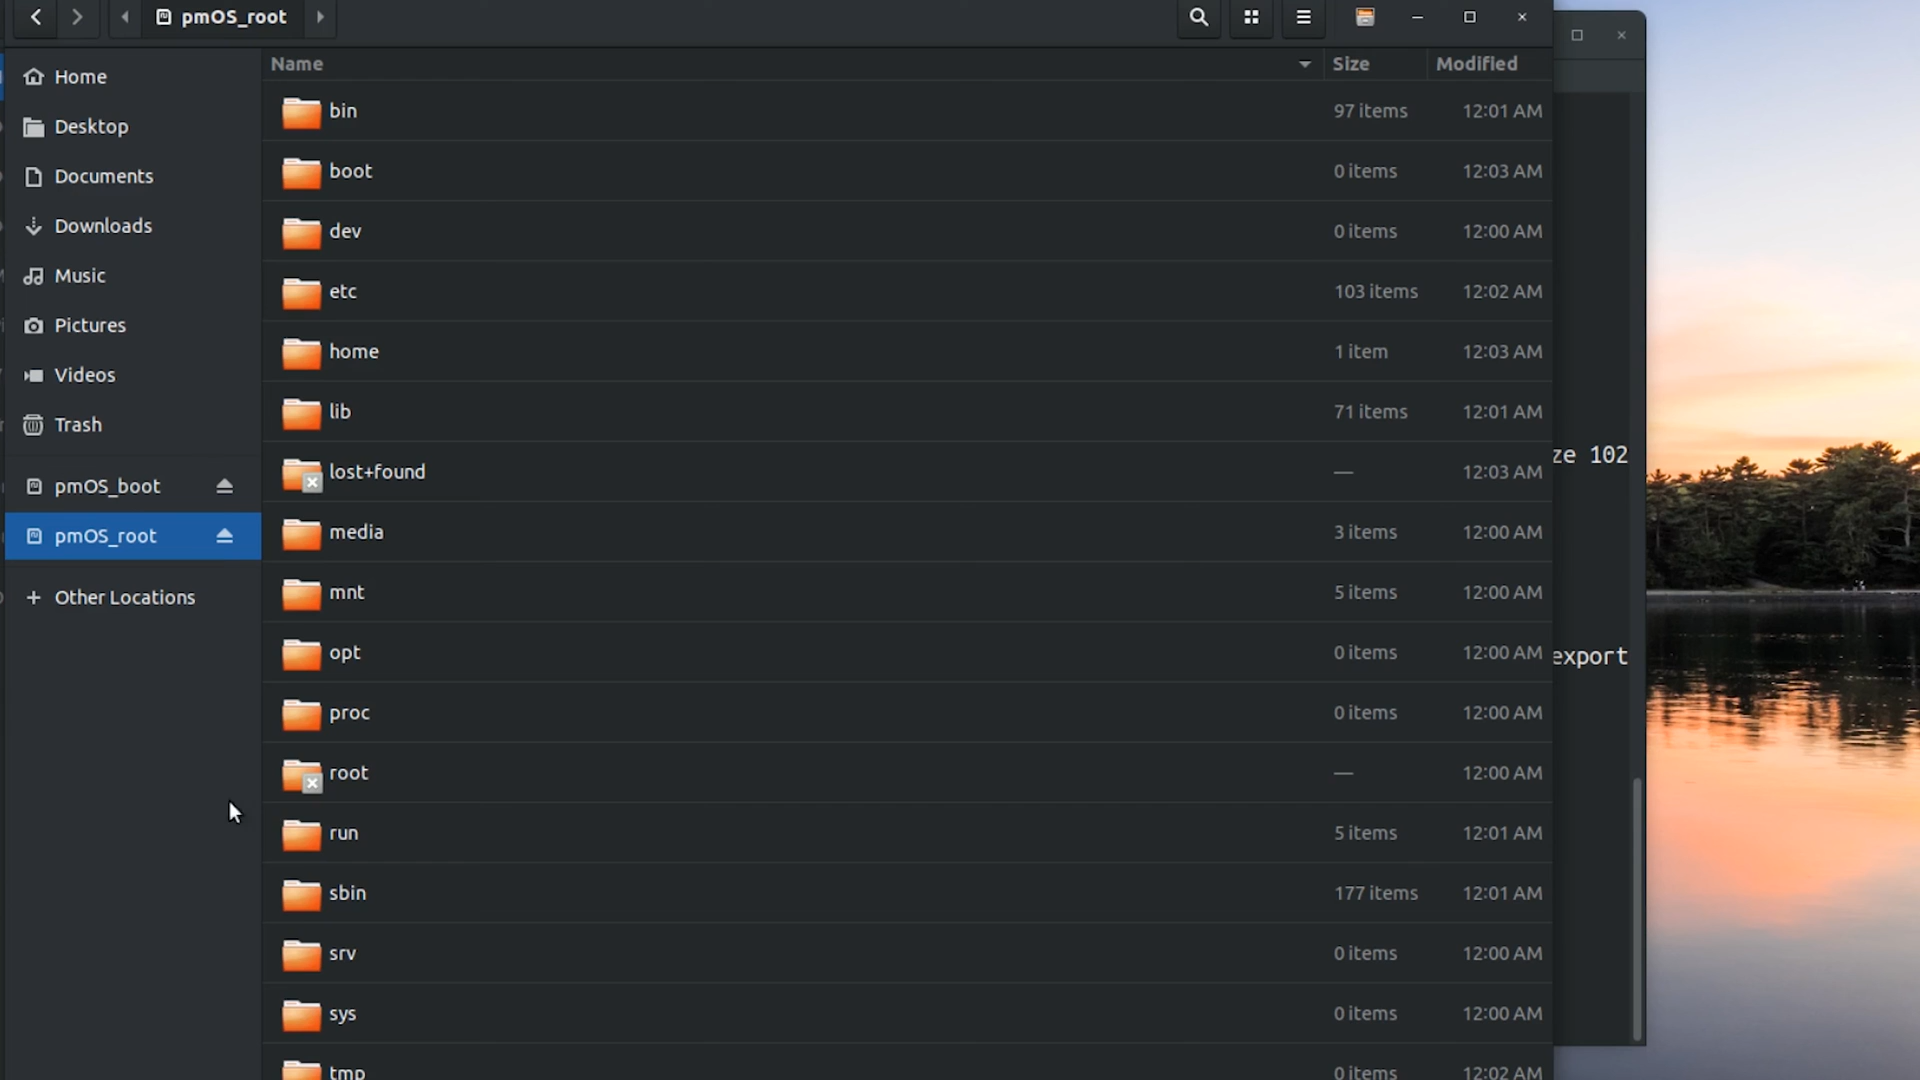 pmOS_root
Name Size Modified
Home
Desktop
Documents
Downloads
Music
Pictures
Videos
Trash
pmOS_boot
pmOS_root
Other Locations
bin 97 items 12:01 AM
boot 0 items 12:03 AM
dev 0 items 12:00 AM
etc 103 items 12:02 AM
home 1 item 12:03 AM
lib 71 items 12:01 AM
lost+found — 12:03 AM
media 3 items 12:00 AM
mnt 5 items 12:00 AM
opt 0 items 12:00 AM
proc 0 items 12:00 AM
root — 12:00 AM
run 5 items 12:01 AM
sbin 177 items 12:01 AM
srv 0 items 12:00 AM
sys 0 items 12:00 AM
tmp 0 items 12:02 AM
ze 102
export